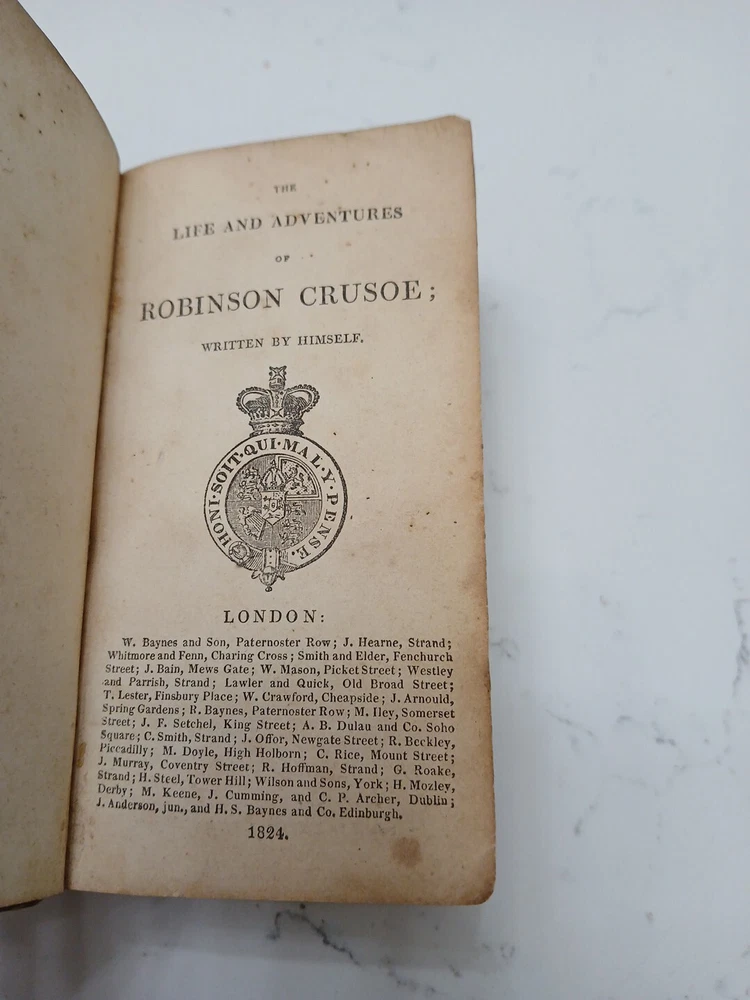 THE
LIFE AND ADVENTURES
OF
ROBINSON CRUSOE;
WRITTEN BY HIMSELF.
HONI·SOIT·QUI·MAL·Y·PENSE.
LONDON:
W. Baynes and Son, Paternoster Row; J. Hearne, Strand;
Whitmore and Fenn, Charing Cross; Smith and Elder, Fenchurch
Street; J. Bain, Mews Gate; W. Mason, Picket Street; Westley
and Parrish, Strand; Lawler and Quick, Old Broad Street;
T. Lester, Finsbury Place; W. Crawford, Cheapside; J. Arnould,
Spring Gardens; R. Baynes, Paternoster Row; M. Iley, Somerset
Street; J. F. Setchel, King Street; A. B. Dulau and Co. Soho
Square; C. Smith, Strand; J. Offor, Newgate Street; R. Beckley,
Piccadilly; M. Doyle, High Holborn; C. Rice, Mount Street;
J. Murray, Coventry Street; R. Hoffman, Strand; G. Roake,
Strand; H. Steel, Tower Hill; Wilson and Sons, York; H. Mozley,
Derby; M. Keene, J. Cumming, and C. P. Archer, Dublin;
J. Anderson, jun., and H. S. Baynes and Co. Edinburgh.
1824.